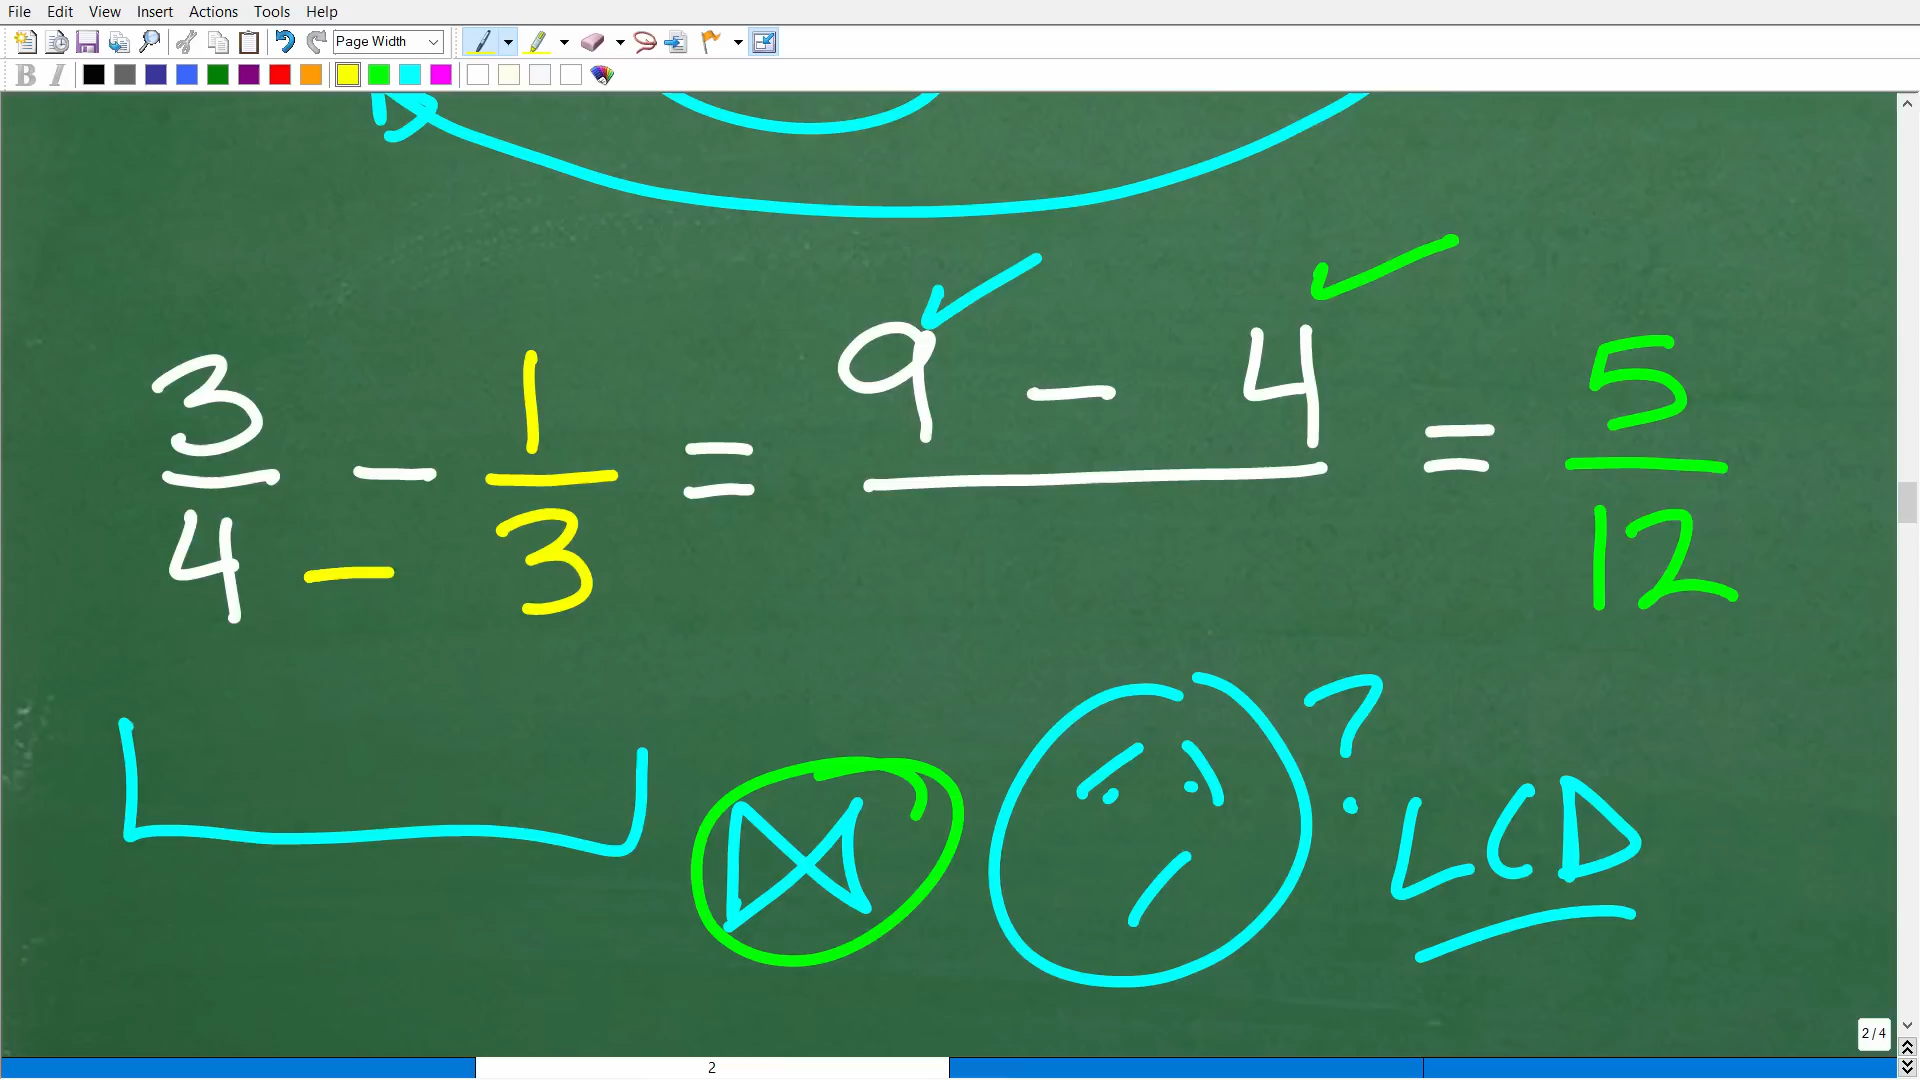 File Edit View Insert Actions Tools Help
Page Width
B I
3/4 - 1/3 = 9 - 4 = 5/12
-
? LCD
2 / 4
2